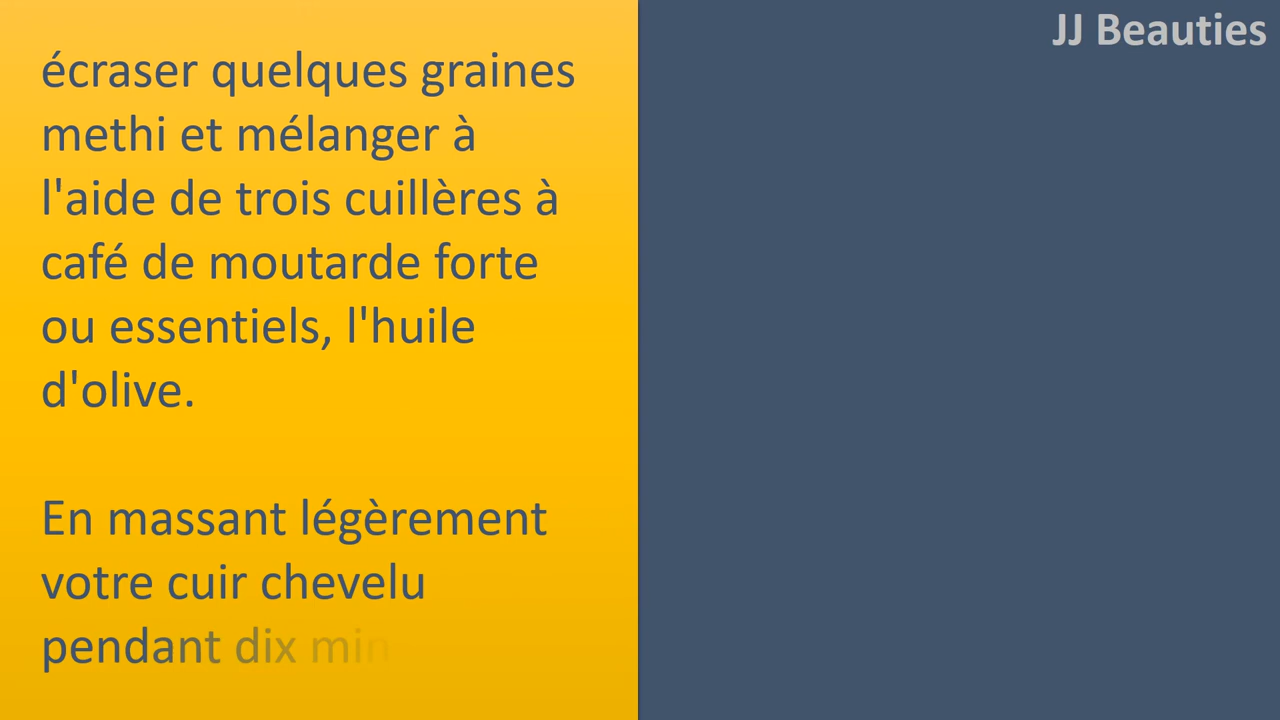 JJ Beauties
écraser quelques graines
methi et mélanger à
l'aide de trois cuillères à
café de moutarde forte
ou essentiels, l'huile
d'olive.
En massant légèrement
votre cuir chevelu
pendant dix min